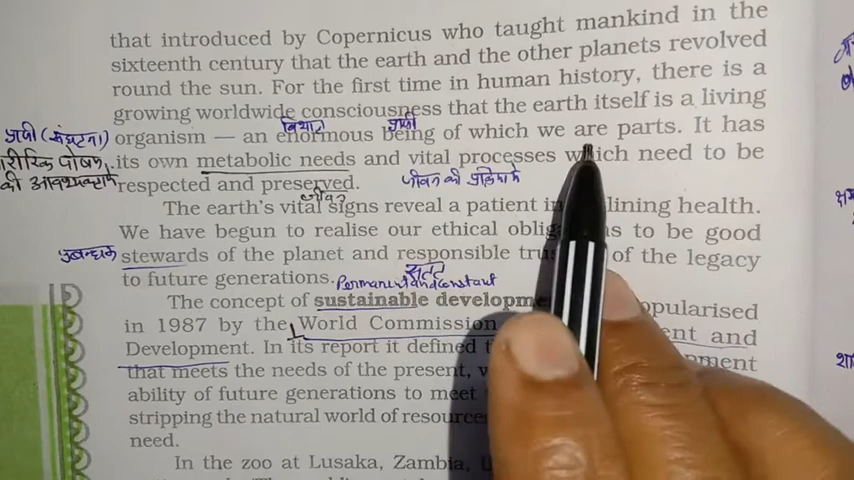 that introduced by Copernicus who taught mankind in the
sixteenth century that the earth and the other planets revolved
round the sun. For the first time in human history, there is a
growing worldwide consciousness that the earth itself is a living
organism — an enormous being of which we are parts. It has
its own metabolic needs and vital processes which need to be
respected and preserved.
The earth's vital signs reveal a patient in lining health.
We have begun to realise our ethical oblig s to be good
stewards of the planet and responsible tru of the legacy
to future generations.
सतत
Permanent and constant
The concept of sustainable developme opularised
in 1987 by the World Commission ent and
Development. In its report it defined t pment
that meets the needs of the present, w
ability of future generations to meet
stripping the natural world of resourc
need.
In the zoo at Lusaka, Zambia,